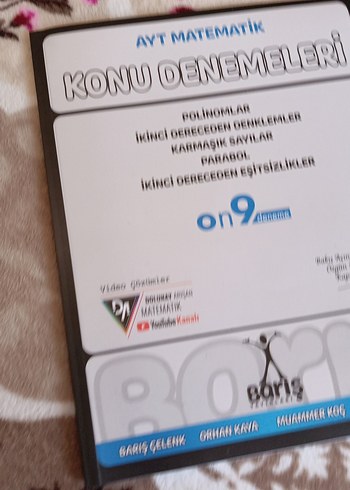 AYT MATEMATİK
KONU DENEMELERİ
POLİNOMLAR
İKİNCİ DERECEDEN DENKLEMLER
KARMAŞIK SAYILAR
PARABOL
İKİNCİ DERECEDEN EŞİTSİZLİKLER
on9
deneme
Video Çözümler
MATEMATİK
YouTube Kanalı
Barış
BARIŞ ÇELENK ORHAN KAYA MUAMMER KOÇ